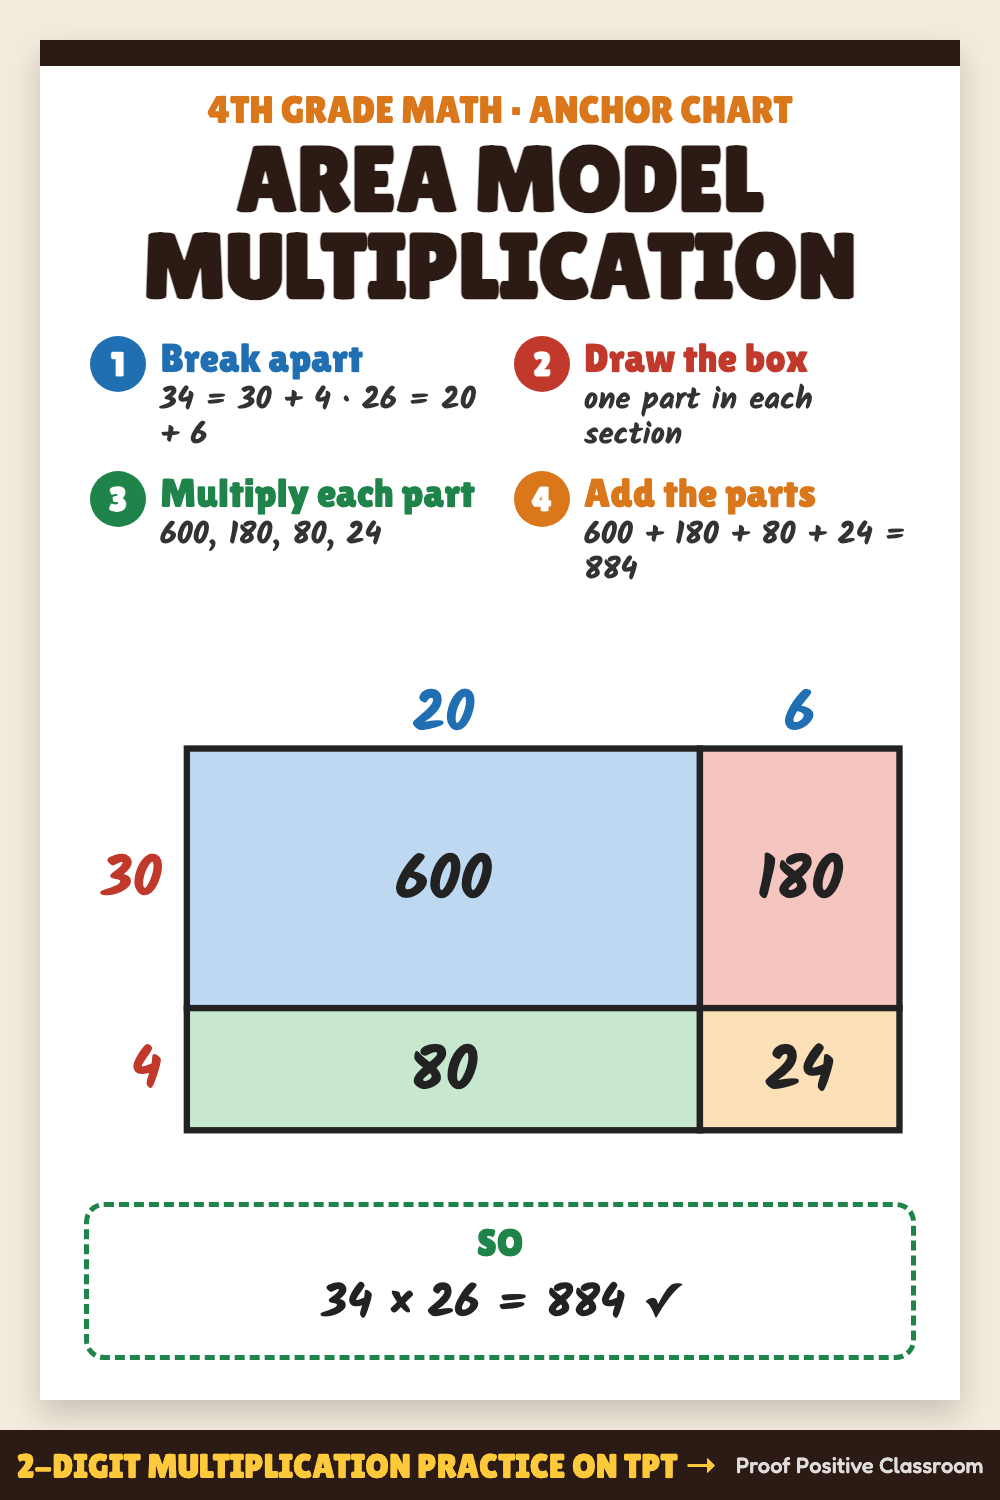 4TH GRADE MATH · ANCHOR CHART
AREA MODEL
MULTIPLICATION
1 Break apart
34 = 30 + 4 · 26 = 20
+ 6
2 Draw the box
one part in each
section
3 Multiply each part
600, 180, 80, 24
4 Add the parts
600 + 180 + 80 + 24 =
884
20 6
30 600 180
4 80 24
SO
34 × 26 = 884 ✓
2-DIGIT MULTIPLICATION PRACTICE ON TPT → Proof Positive Classroom